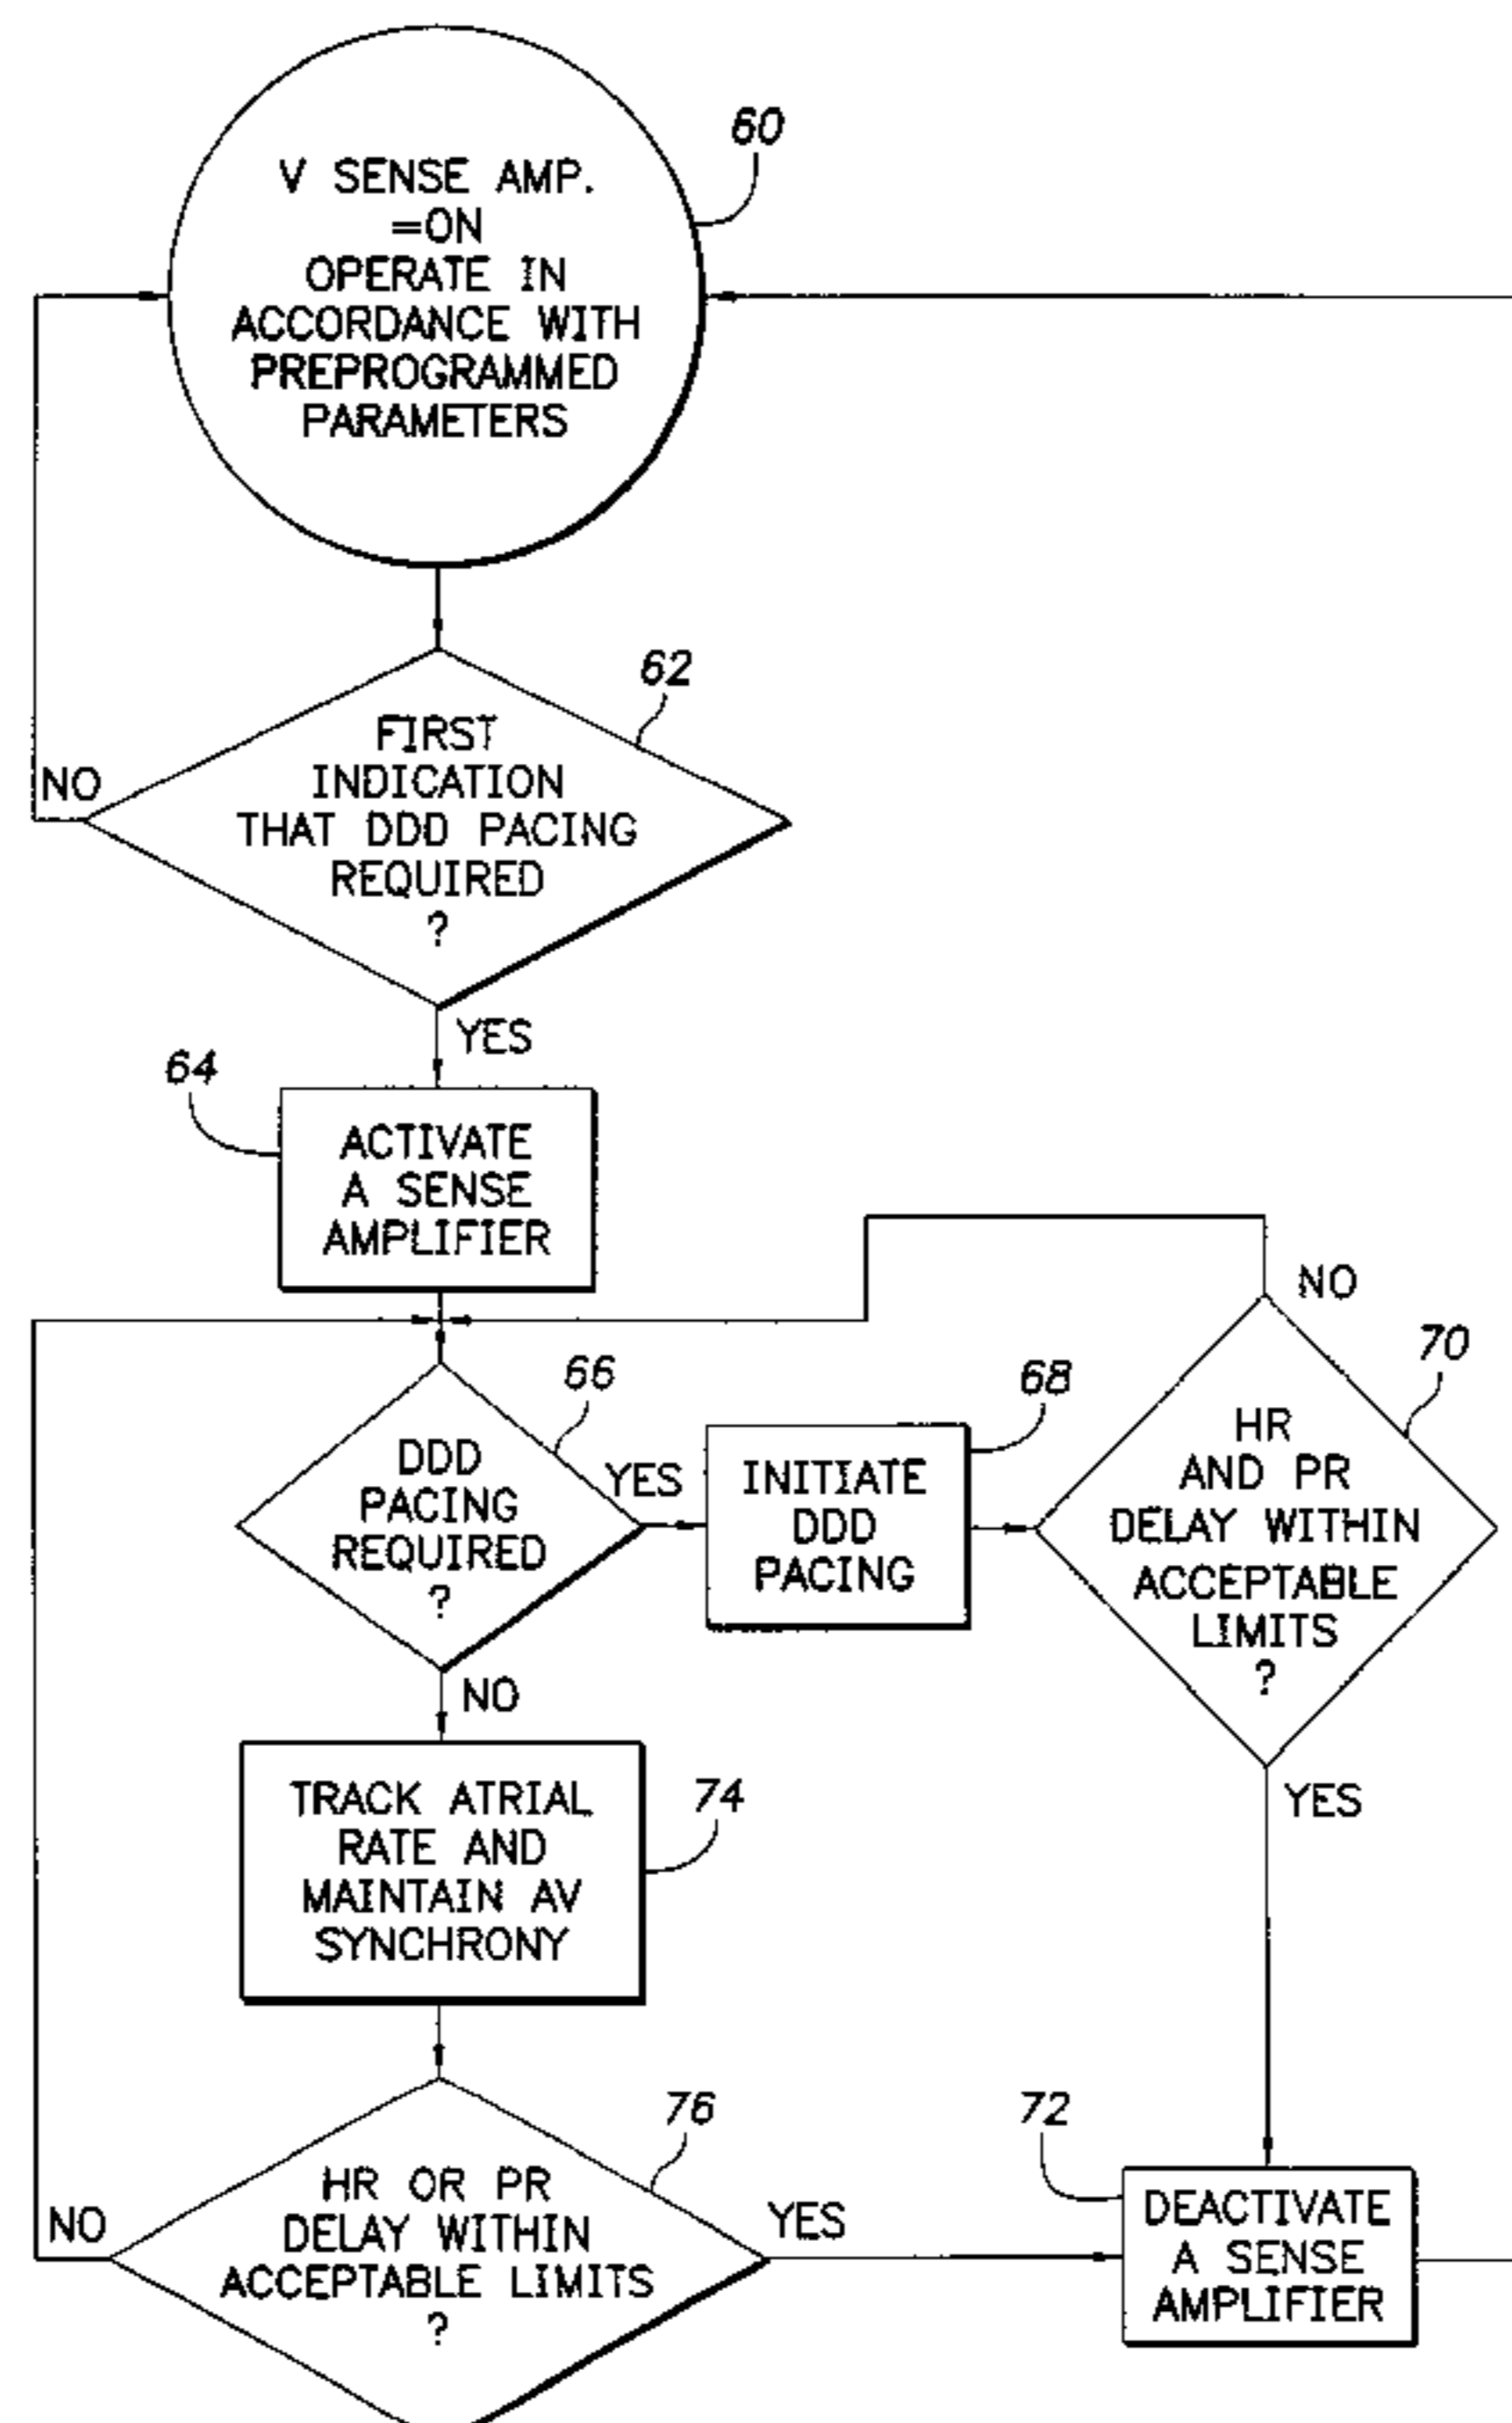 60
V SENSE AMP.
=ON
OPERATE IN
ACCORDANCE WITH
PREPROGRAMMED
PARAMETERS
62
FIRST
INDICATION
THAT DDD PACING
REQUIRED
?
NO
YES
64
ACTIVATE
A SENSE
AMPLIFIER
66
DDD
PACING
REQUIRED
?
YES
68
INITIATE
DDD
PACING
NO
70
HR
AND PR
DELAY WITHIN
ACCEPTABLE
LIMITS
?
NO
YES
74
TRACK ATRIAL
RATE AND
MAINTAIN AV
SYNCHRONY
76
HR OR PR
DELAY WITHIN
ACCEPTABLE LIMITS
?
NO
YES
72
DEACTIVATE
A SENSE
AMPLIFIER